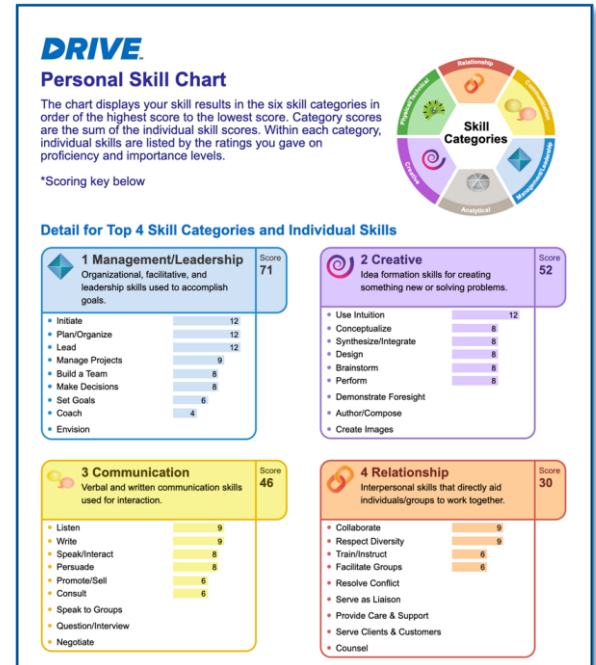 DRIVE™
Personal Skill Chart
The chart displays your skill results in the six skill categories in
order of the highest score to the lowest score. Category scores
are the sum of the individual skill scores. Within each category,
individual skills are listed by the ratings you gave on
proficiency and importance levels.
*Scoring key below
Relationship
Communication
Management/Leadership
Analytical
Creative
Physical/Technical
Skill
Categories
Detail for Top 4 Skill Categories and Individual Skills
1 Management/Leadership
Organizational, facilitative, and
leadership skills used to accomplish
goals.
Score
71
• Initiate 12
• Plan/Organize 12
• Lead 12
• Manage Projects 9
• Build a Team 8
• Make Decisions 8
• Set Goals 6
• Coach 4
• Envision
2 Creative
Idea formation skills for creating
something new or solving problems.
Score
52
• Use Intuition 12
• Conceptualize 8
• Synthesize/Integrate 8
• Design 8
• Brainstorm 8
• Perform 8
• Demonstrate Foresight
• Author/Compose
• Create Images
3 Communication
Verbal and written communication skills
used for interaction.
Score
46
• Listen 9
• Write 9
• Speak/Interact 8
• Persuade 8
• Promote/Sell 6
• Consult 6
• Speak to Groups
• Question/Interview
• Negotiate
4 Relationship
Interpersonal skills that directly aid
individuals/groups to work together.
Score
30
• Collaborate 9
• Respect Diversity 9
• Train/Instruct 6
• Facilitate Groups 6
• Resolve Conflict
• Serve as Liaison
• Provide Care & Support
• Serve Clients & Customers
• Counsel